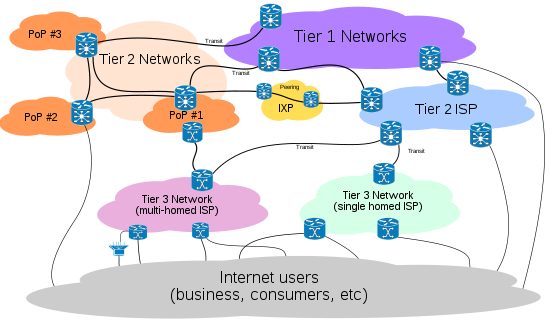 PoP #3
Transit
Tier 1 Networks
Tier 2 Networks
Transit
Peering
IXP
Tier 2 ISP
PoP #2
PoP #1
Transit
Transit
Tier 3 Network
(multi-homed ISP)
Tier 3 Network
(single homed ISP)
Internet users
(business, consumers, etc)